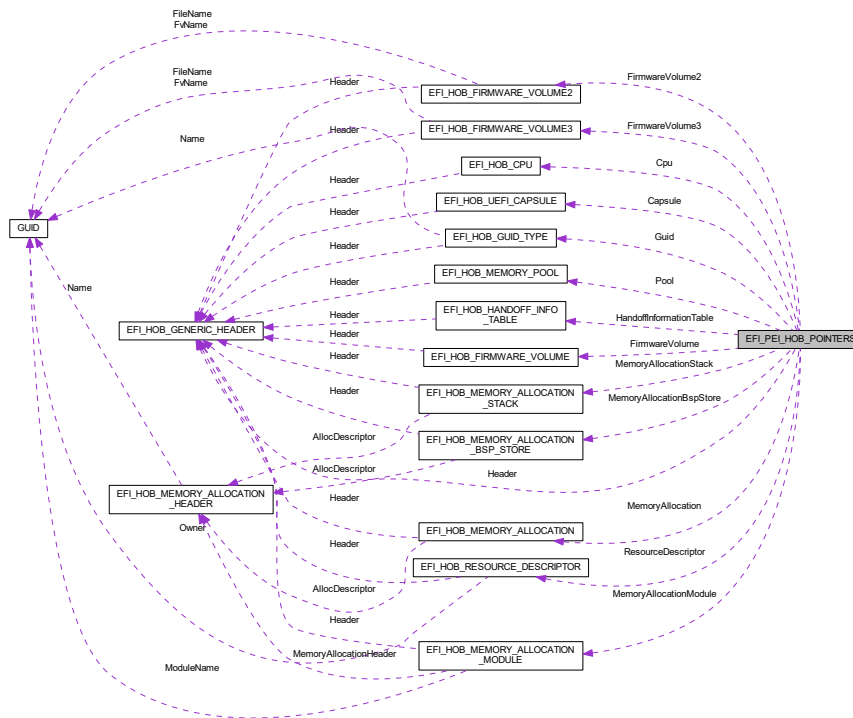 FileName
FvName
FirmwareVolume2
FileName
FvName
Header
EFI_HOB_FIRMWARE_VOLUME2
Name
Header
EFI_HOB_FIRMWARE_VOLUME3
FirmwareVolume3
EFI_HOB_CPU
Cpu
Header
EFI_HOB_UEFI_CAPSULE
Capsule
Header
GUID
EFI_HOB_GUID_TYPE
Guid
Header
EFI_HOB_MEMORY_POOL
Pool
Header
Name
EFI_HOB_HANDOFF_INFO
_TABLE
HandoffInformationTable
Header
EFI_HOB_GENERIC_HEADER
Header
EFI_PEI_HOB_POINTERS
FirmwareVolume
EFI_HOB_FIRMWARE_VOLUME
Header
MemoryAllocationStack
EFI_HOB_MEMORY_ALLOCATION
_STACK
Header
MemoryAllocationBspStore
AllocDescriptor
EFI_HOB_MEMORY_ALLOCATION
_BSP_STORE
AllocDescriptor
Header
EFI_HOB_MEMORY_ALLOCATION
_HEADER
Header
MemoryAllocation
Owner
EFI_HOB_MEMORY_ALLOCATION
Header
ResourceDescriptor
EFI_HOB_RESOURCE_DESCRIPTOR
AllocDescriptor
MemoryAllocationModule
Header
MemoryAllocationHeader
EFI_HOB_MEMORY_ALLOCATION
_MODULE
ModuleName